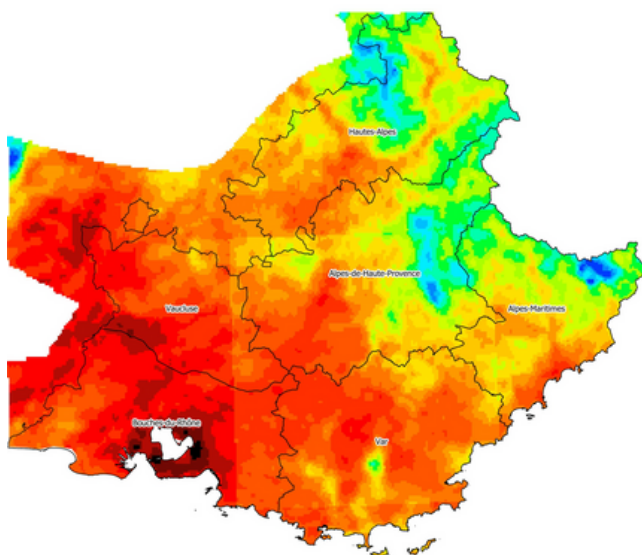 Hautes-Alpes
Alpes-de-Haute-Provence
Vaucluse
Alpes-Maritimes
Bouches-du-Rhône
Var